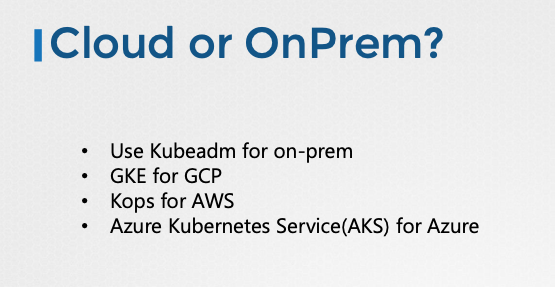 Cloud or OnPrem?
• Use Kubeadm for on-prem
• GKE for GCP
• Kops for AWS
• Azure Kubernetes Service(AKS) for Azure